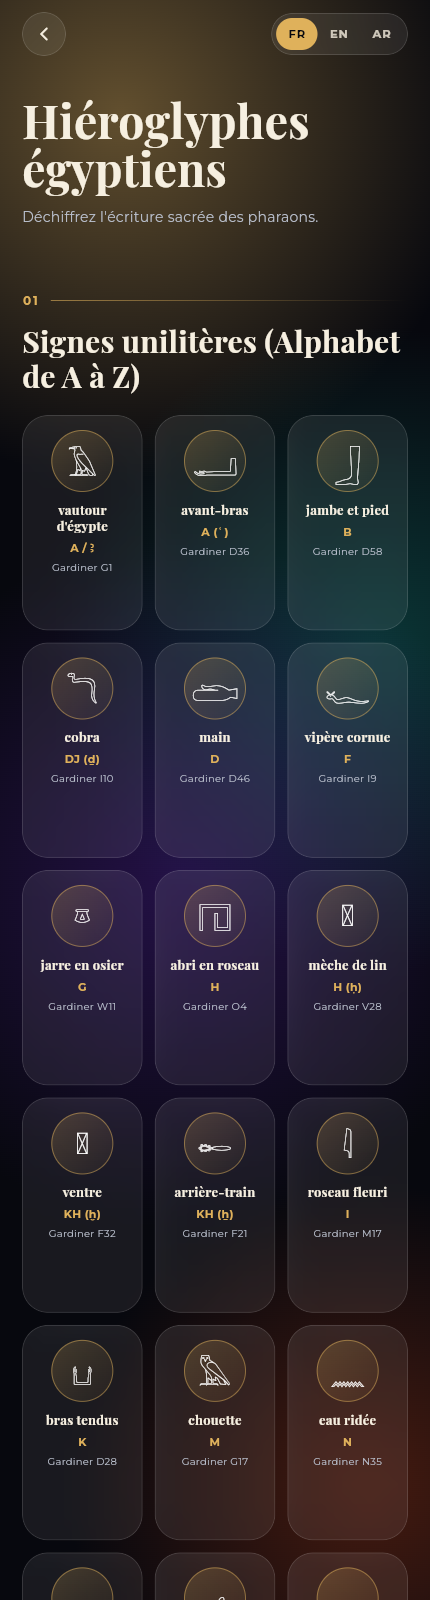 FR EN AR
Hiéroglyphes
égyptiens
Déchiffrez l'écriture sacrée des pharaons.
01
Signes unilitères (Alphabet
de A à Z)
vautour
d'égypte
A / ꜣ
Gardiner G1
avant-bras
A (ꜥ)
Gardiner D36
jambe et pied
B
Gardiner D58
cobra
DJ (ḏ)
Gardiner I10
main
D
Gardiner D46
vipère cornue
F
Gardiner I9
jarre en osier
G
Gardiner W11
abri en roseau
H
Gardiner O4
mèche de lin
H (ḥ)
Gardiner V28
ventre
KH (ẖ)
Gardiner F32
arrière-train
KH (ẖ)
Gardiner F21
roseau fleuri
I
Gardiner M17
bras tendus
K
Gardiner D28
chouette
M
Gardiner G17
eau ridée
N
Gardiner N35